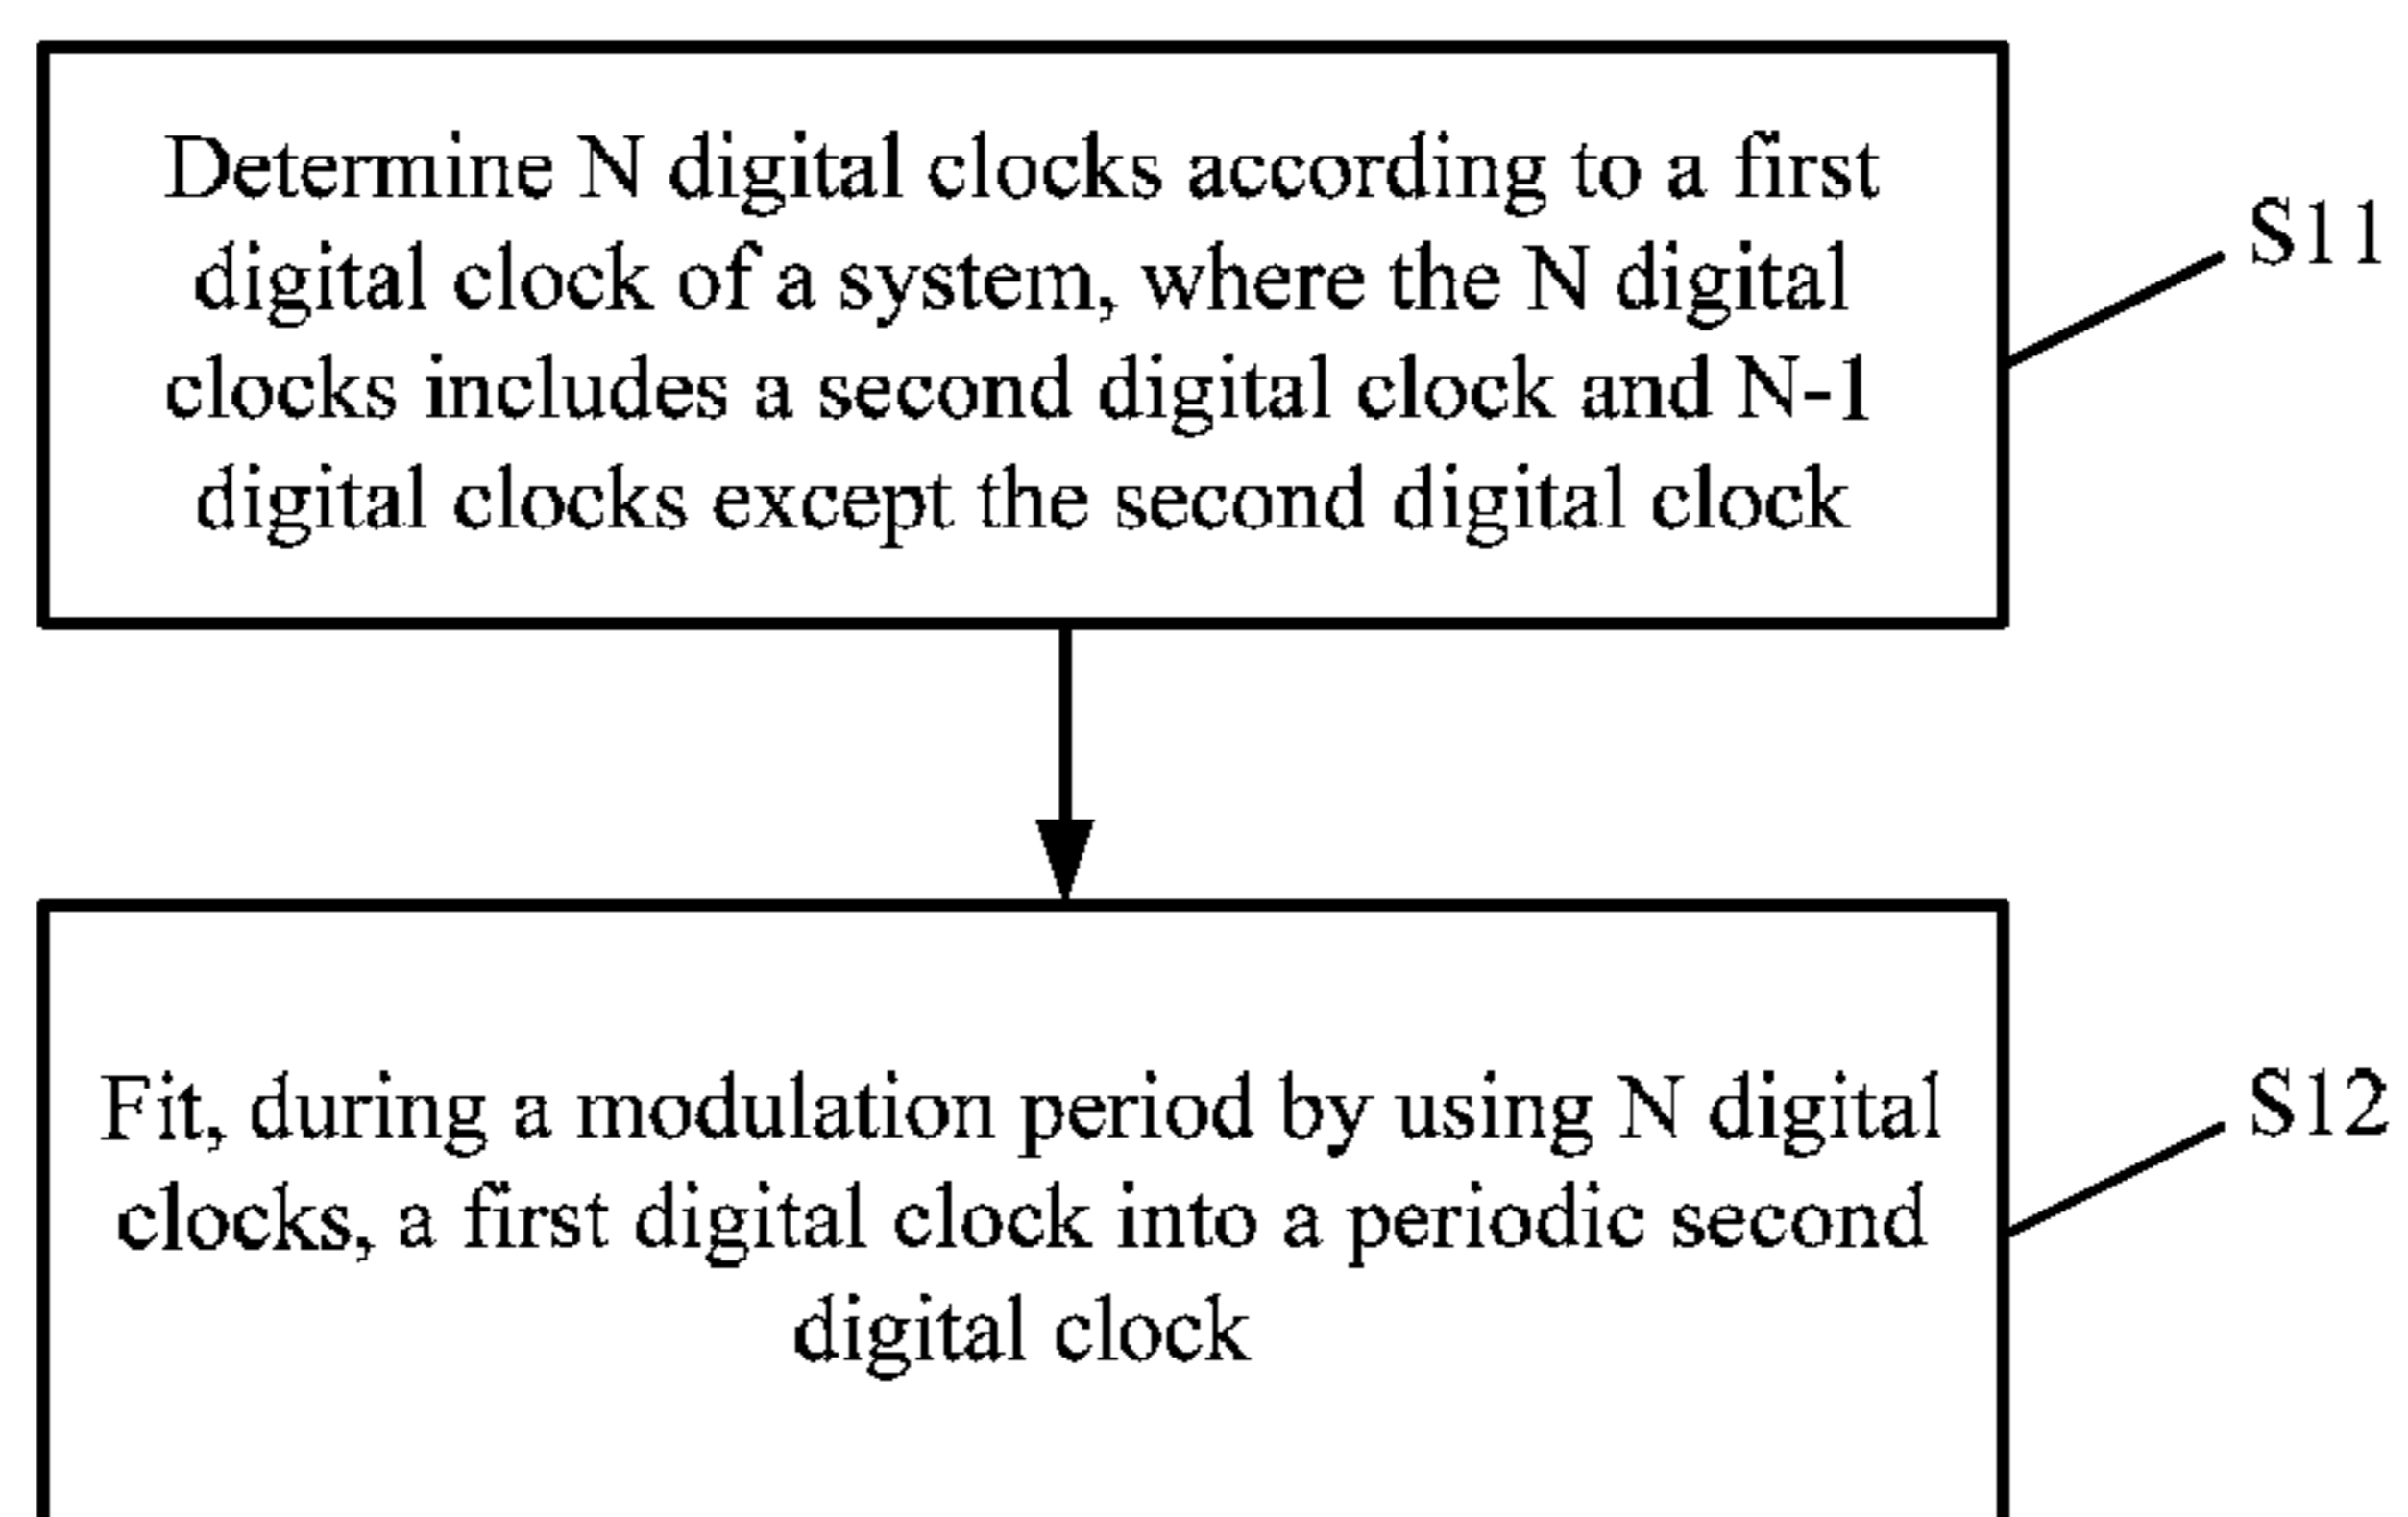 Determine N digital clocks according to a first
digital clock of a system, where the N digital
clocks includes a second digital clock and N-1
digital clocks except the second digital clock
S11
Fit, during a modulation period by using N digital
clocks, a first digital clock into a periodic second
digital clock
S12